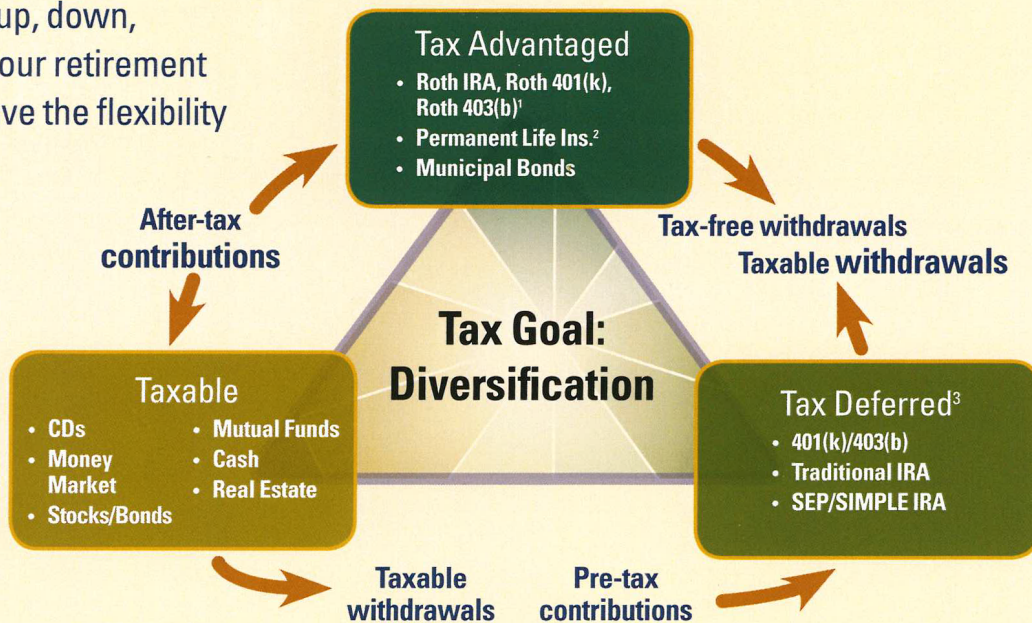 up, down,
our retirement
ve the flexibility
Tax Advantaged
• Roth IRA, Roth 401(k),
Roth 403(b)¹
• Permanent Life Ins.²
• Municipal Bonds
After-tax
contributions
Tax-free withdrawals
Taxable withdrawals
Tax Goal:
Diversification
Taxable
• CDs
• Money
Market
• Stocks/Bonds
• Mutual Funds
• Cash
• Real Estate
Tax Deferred³
• 401(k)/403(b)
• Traditional IRA
• SEP/SIMPLE IRA
Taxable
withdrawals
Pre-tax
contributions